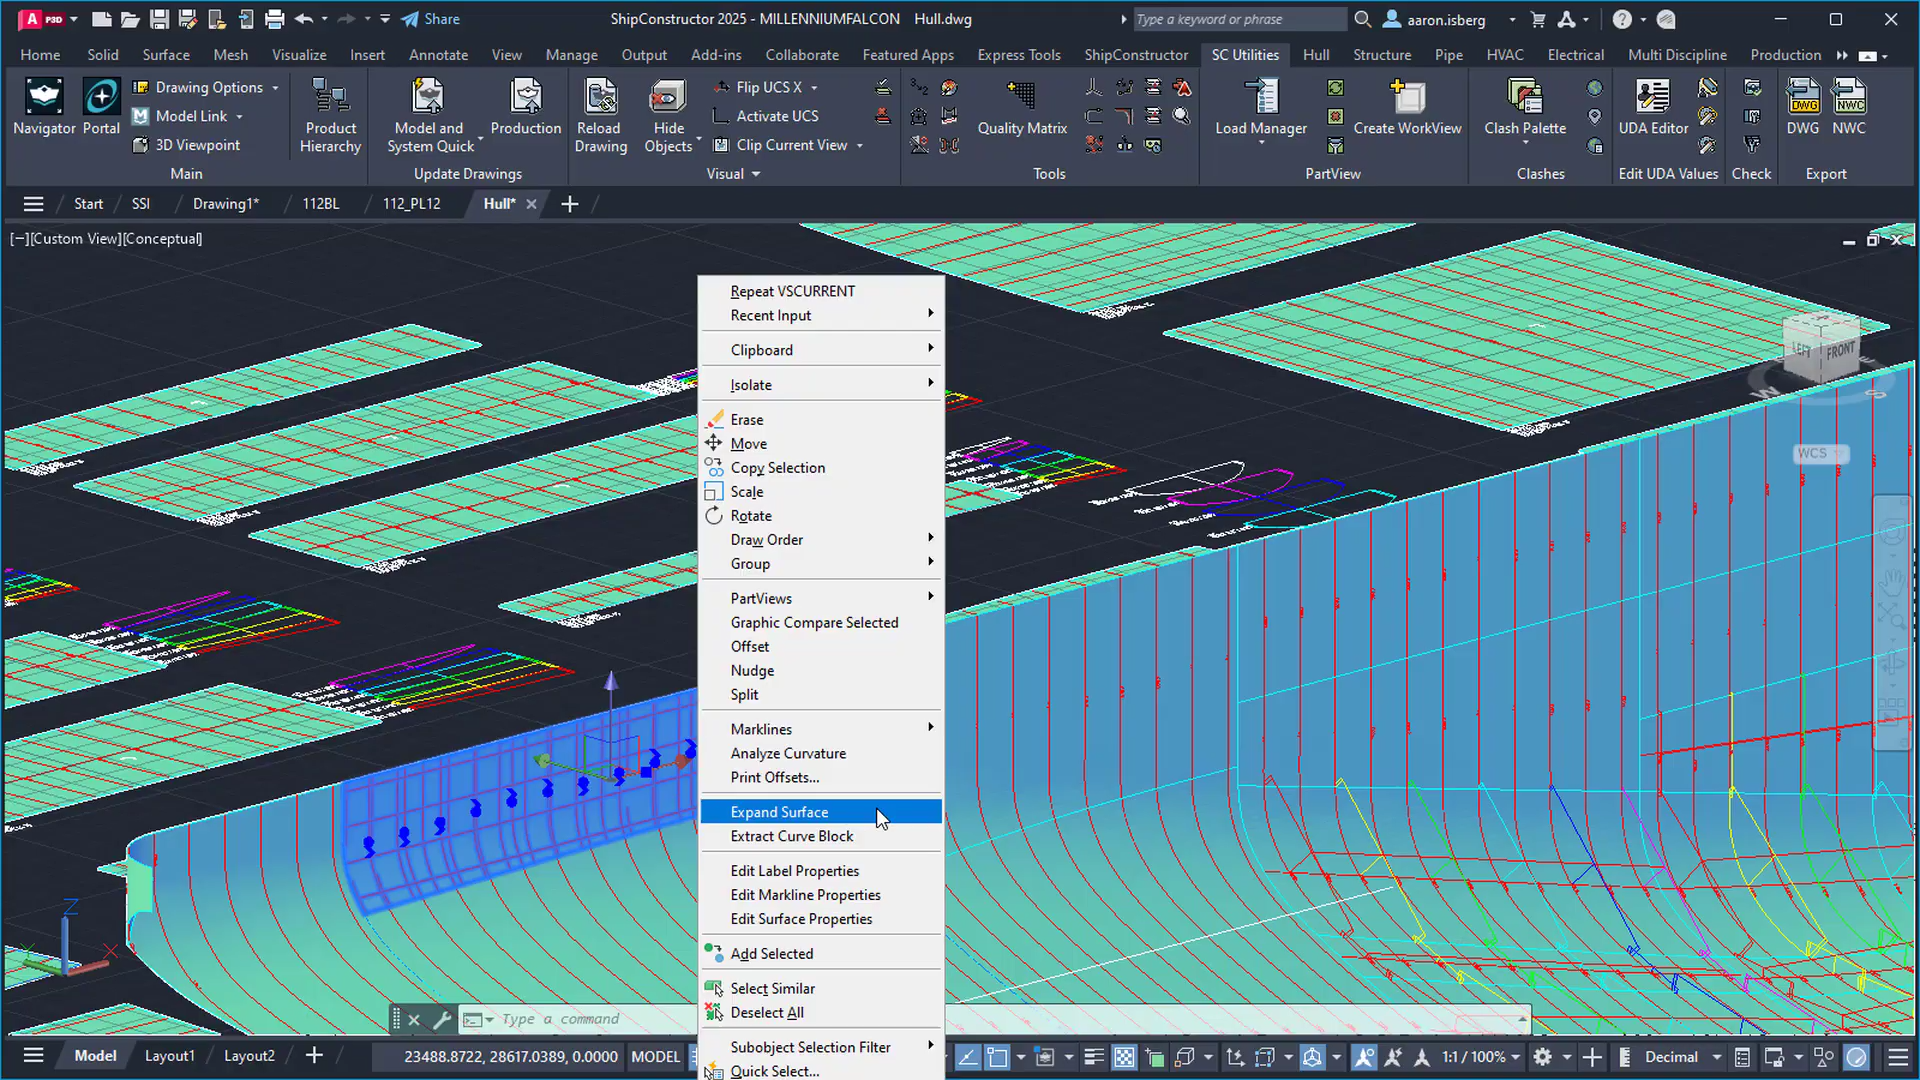 P3D
Share
ShipConstructor 2025 - MILLENNIUMFALCON Hull.dwg
Type a keyword or phrase
aaron.isberg
Home Solid Surface Mesh Visualize Insert Annotate View Manage Output Add-ins Collaborate Featured Apps Express Tools ShipConstructor SC Utilities Hull Structure Pipe HVAC Electrical Multi Discipline Production
Navigator
Portal
Drawing Options
Model Link
3D Viewpoint
Product
Hierarchy
Main
Model and
System Quick
Production
Update Drawings
Reload
Drawing
Hide
Objects
Flip UCS X
Activate UCS
Clip Current View
Visual
Quality Matrix
Tools
Load Manager
Create WorkView
PartView
Clash Palette
Clashes
UDA Editor
Edit UDA Values
Check
DWG
DWG
NWC
NWC
Export
Start SSI Drawing1* 112BL 112_PL12 Hull*
[−][Custom View][Conceptual]
LEFT FRONT
W S
WCS
Repeat VSCURRENT
Recent Input
Clipboard
Isolate
Erase
Move
Copy Selection
Scale
Rotate
Draw Order
Group
PartViews
Graphic Compare Selected
Offset
Nudge
Split
Marklines
Analyze Curvature
Print Offsets...
Expand Surface
Extract Curve Block
Edit Label Properties
Edit Markline Properties
Edit Surface Properties
Add Selected
Select Similar
Deselect All
Subobject Selection Filter
Quick Select...
Z
Y
X
Type a command
Model Layout1 Layout2
23488.8722, 28617.0389, 0.0000 MODEL
1:1 / 100%
Decimal